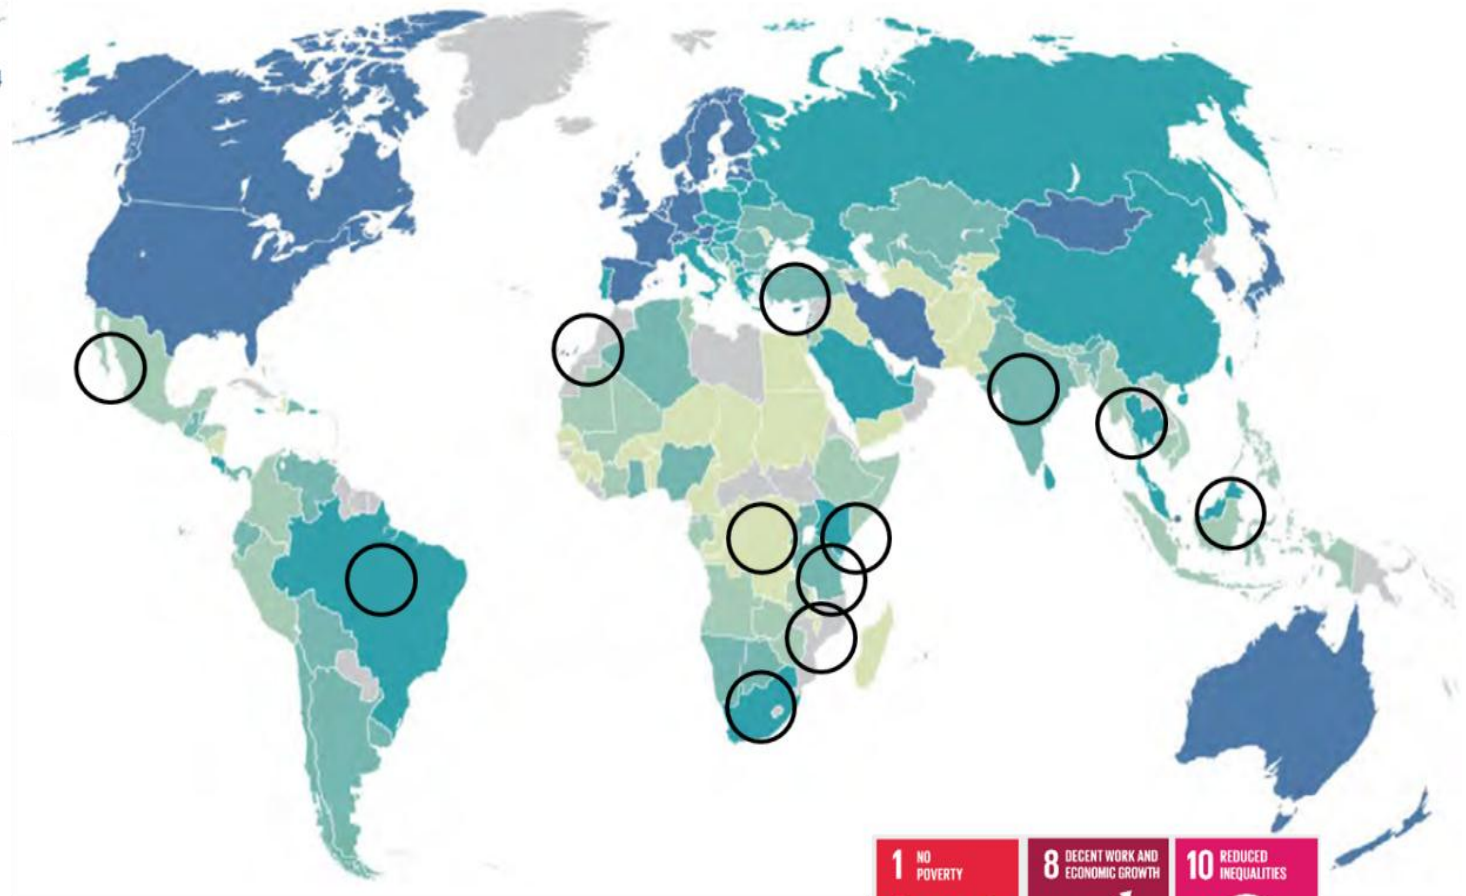 1 NO
POVERTY
8 DECENT WORK AND
ECONOMIC GROWTH
10 REDUCED
INEQUALITIES